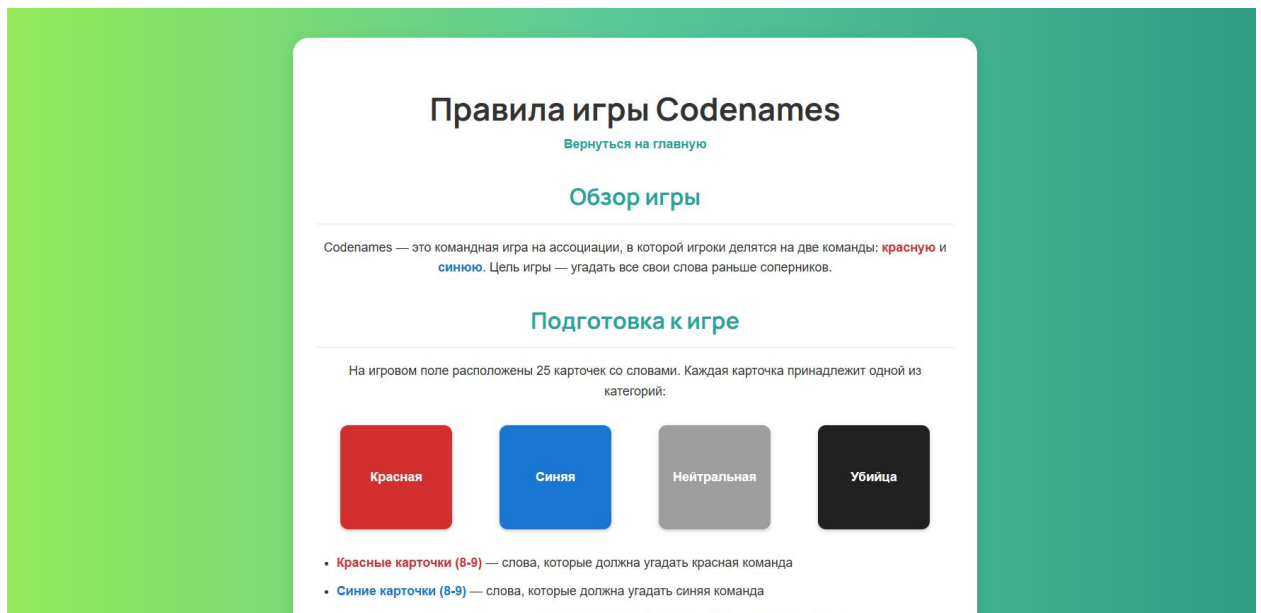 Правила игры Codenames
Вернуться на главную
Обзор игры
Codenames — это командная игра на ассоциации, в которой игроки делятся на две команды: красную и
синюю. Цель игры — угадать все свои слова раньше соперников.
Подготовка к игре
На игровом поле расположены 25 карточек со словами. Каждая карточка принадлежит одной из
категорий:
Красная
Синяя
Нейтральная
Убийца
• Красные карточки (8-9) — слова, которые должна угадать красная команда
• Синие карточки (8-9) — слова, которые должна угадать синяя команда